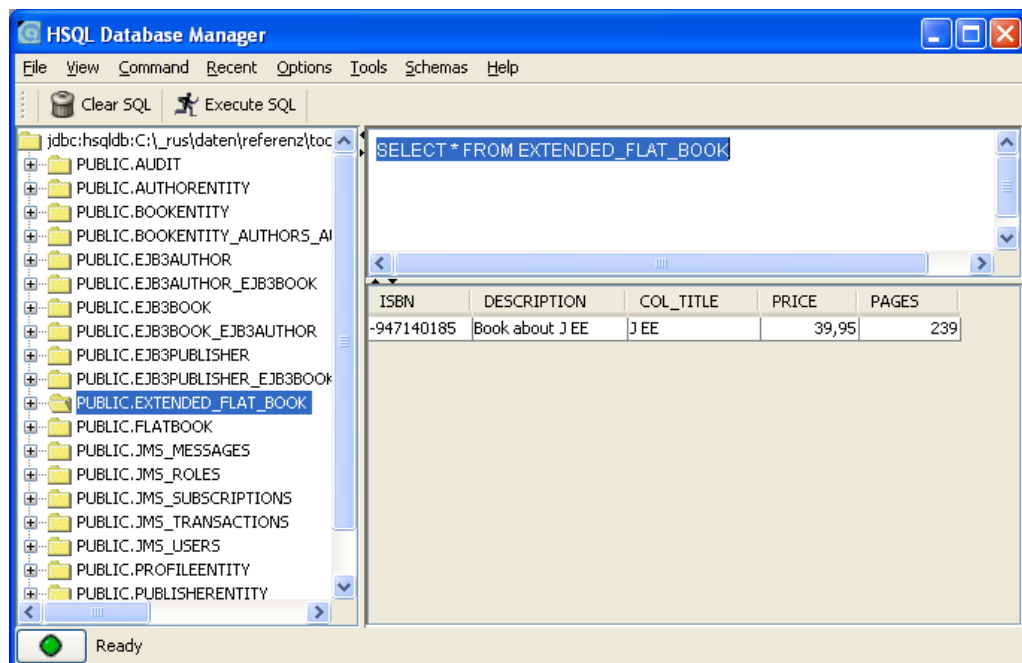 HSQL Database Manager
File View Command Recent Options Tools Schemas Help
Clear SQL Execute SQL
jdbc:hsqldb:C:\_rus\daten\referenz\toc
PUBLIC.AUDIT
PUBLIC.AUTHORENTITY
PUBLIC.BOOKENTITY
PUBLIC.BOOKENTITY_AUTHORS_AU
PUBLIC.EJB3AUTHOR
PUBLIC.EJB3AUTHOR_EJB3BOOK
PUBLIC.EJB3BOOK
PUBLIC.EJB3BOOK_EJB3AUTHOR
PUBLIC.EJB3PUBLISHER
PUBLIC.EJB3PUBLISHER_EJB3BOOK
PUBLIC.EXTENDED_FLAT_BOOK
PUBLIC.FLATBOOK
PUBLIC.JMS_MESSAGES
PUBLIC.JMS_ROLES
PUBLIC.JMS_SUBSCRIPTIONS
PUBLIC.JMS_TRANSACTIONS
PUBLIC.JMS_USERS
PUBLIC.PROFILEENTITY
PUBLIC.PUBLISHERENTITY
SELECT * FROM EXTENDED_FLAT_BOOK
ISBN DESCRIPTION COL_TITLE PRICE PAGES
-947140185 Book about J EE J EE 39,95 239
Ready